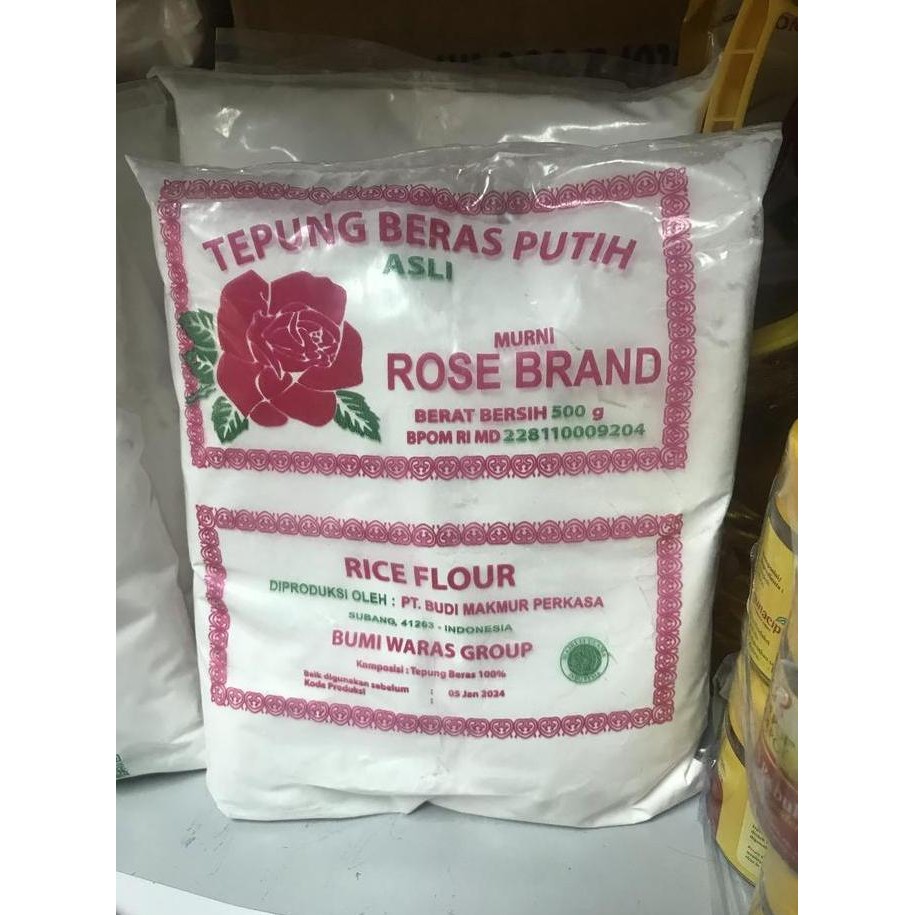 TEPUNG BERAS PUTIH
ASLI
MURNI
ROSE BRAND
BERAT BERSIH 500 g
BPOM RI MD 228110009204
RICE FLOUR
DIPRODUKSI OLEH : PT. BUDI MAKMUR PERKASA
SUBANG, 41263 - INDONESIA
BUMI WARAS GROUP
Komposisi : Tepung Beras 100%
Baik digunakan sebelum : 05 Jan 2024
Kode Produksi :